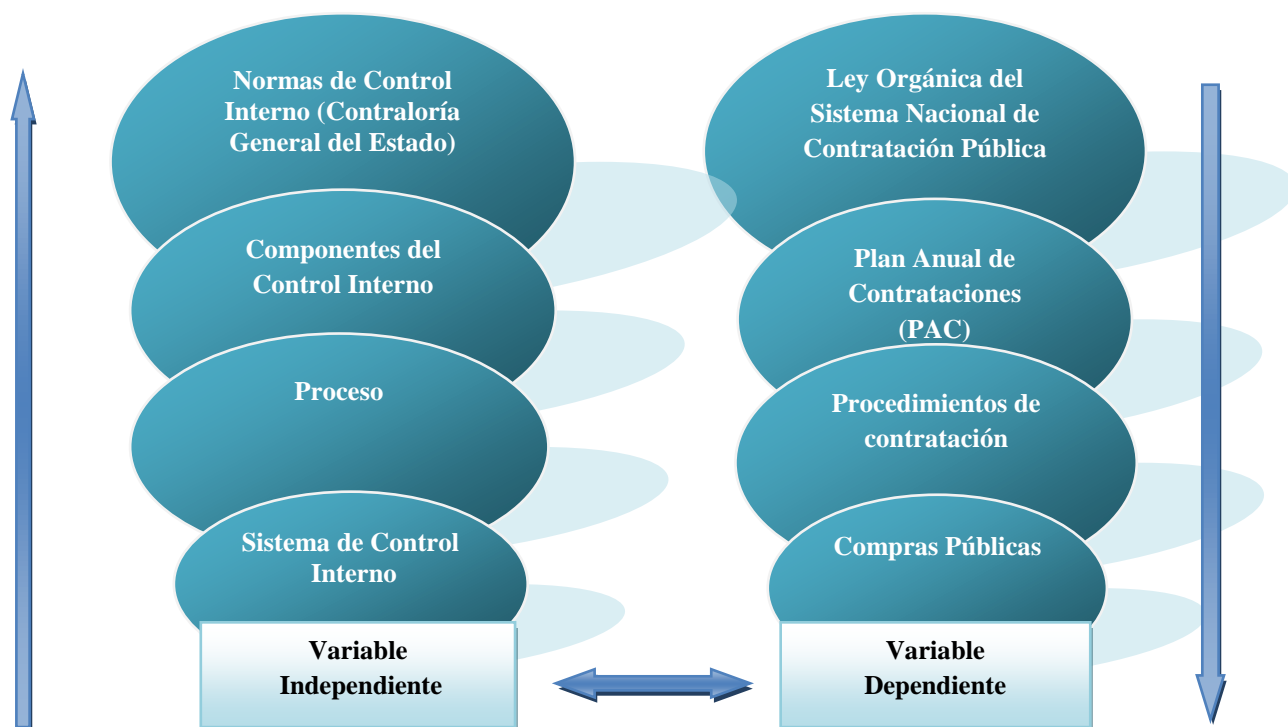 Normas de Control
Interno (Contraloría
General del Estado)
Componentes del
Control Interno
Proceso
Sistema de Control
Interno
Variable
Independiente
Ley Orgánica del
Sistema Nacional de
Contratación Pública
Plan Anual de
Contrataciones
(PAC)
Procedimientos de
contratación
Compras Públicas
Variable
Dependiente